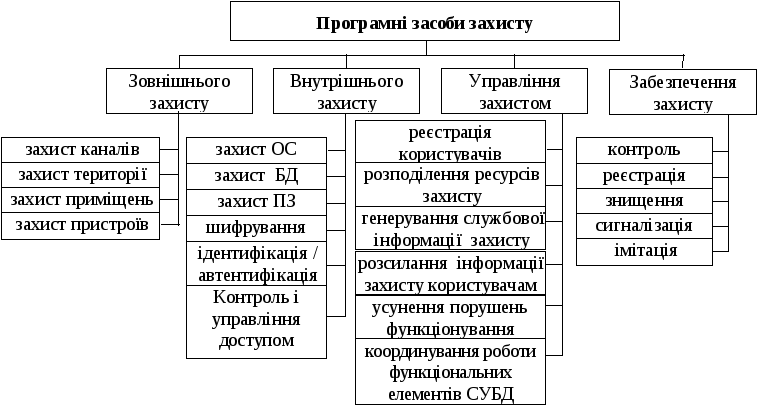 Програмні засоби захисту
Зовнішнього
захисту
Внутрішнього
захисту
Управління
захистом
Забезпечення
захисту
захист каналів
захист території
захист приміщень
захист пристроїв
захист ОС
захист БД
захист ПЗ
шифрування
ідентифікація /
автентифікація
Контроль і
управління
доступом
реєстрація
користувачів
розподілення ресурсів
захисту
генерування службової
інформації захисту
розсилання інформації
захисту користувачам
усунення порушень
функціонування
координування роботи
функціональних
елементів СУБД
контроль
реєстрація
знищення
сигналізація
імітація